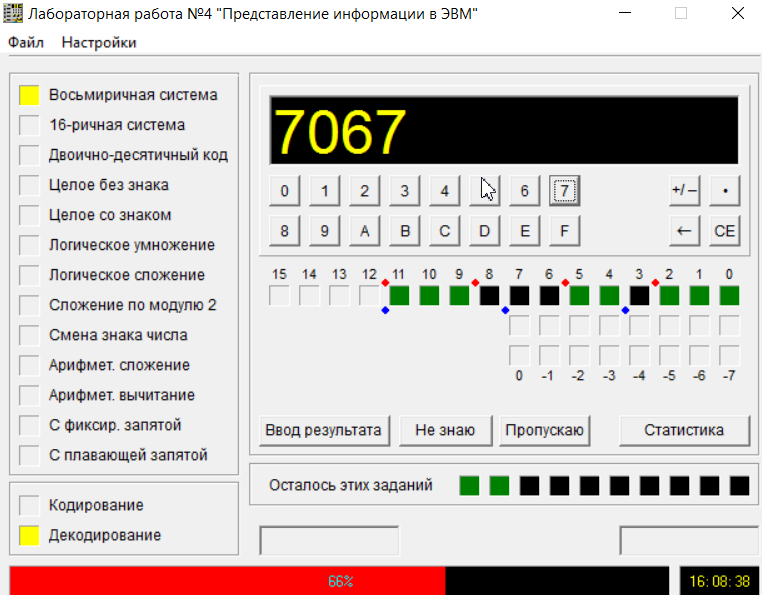 Лабораторная работа №4 "Представление информации в ЭВМ"
Файл Настройки
Восьмиричная система
16-ричная система
Двоично-десятичный код
Целое без знака
Целое со знаком
Логическое умножение
Логическое сложение
Сложение по модулю 2
Смена знака числа
Арифмет. сложение
Арифмет. вычитание
С фиксир. запятой
С плавающей запятой
Кодирование
Декодирование
7067
0 1 2 3 4 6 7 +/− •
8 9 A B C D E F ← CE
15 14 13 12 11 10 9 8 7 6 5 4 3 2 1 0
0 -1 -2 -3 -4 -5 -6 -7
Ввод результата Не знаю Пропускаю Статистика
Осталось этих заданий
66% 16:08:38